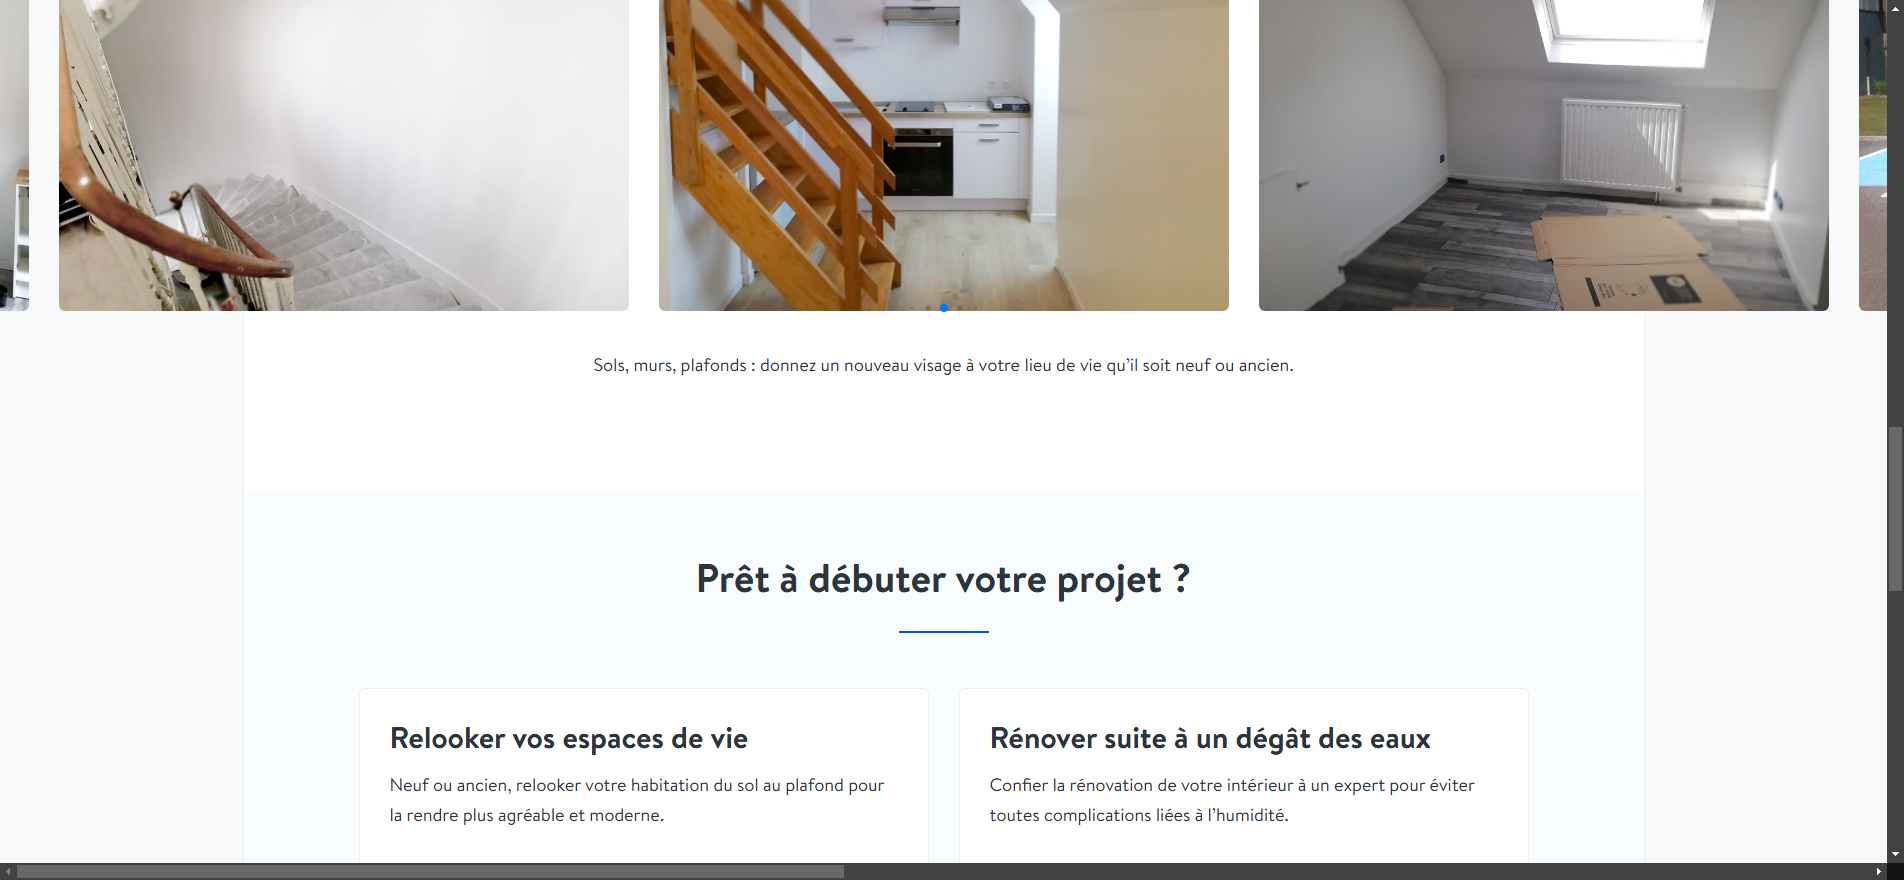 Sols, murs, plafonds : donnez un nouveau visage à votre lieu de vie qu’il soit neuf ou ancien.
Prêt à débuter votre projet ?
Relooker vos espaces de vie
Neuf ou ancien, relooker votre habitation du sol au plafond pour
la rendre plus agréable et moderne.
Rénover suite à un dégât des eaux
Confier la rénovation de votre intérieur à un expert pour éviter
toutes complications liées à l’humidité.